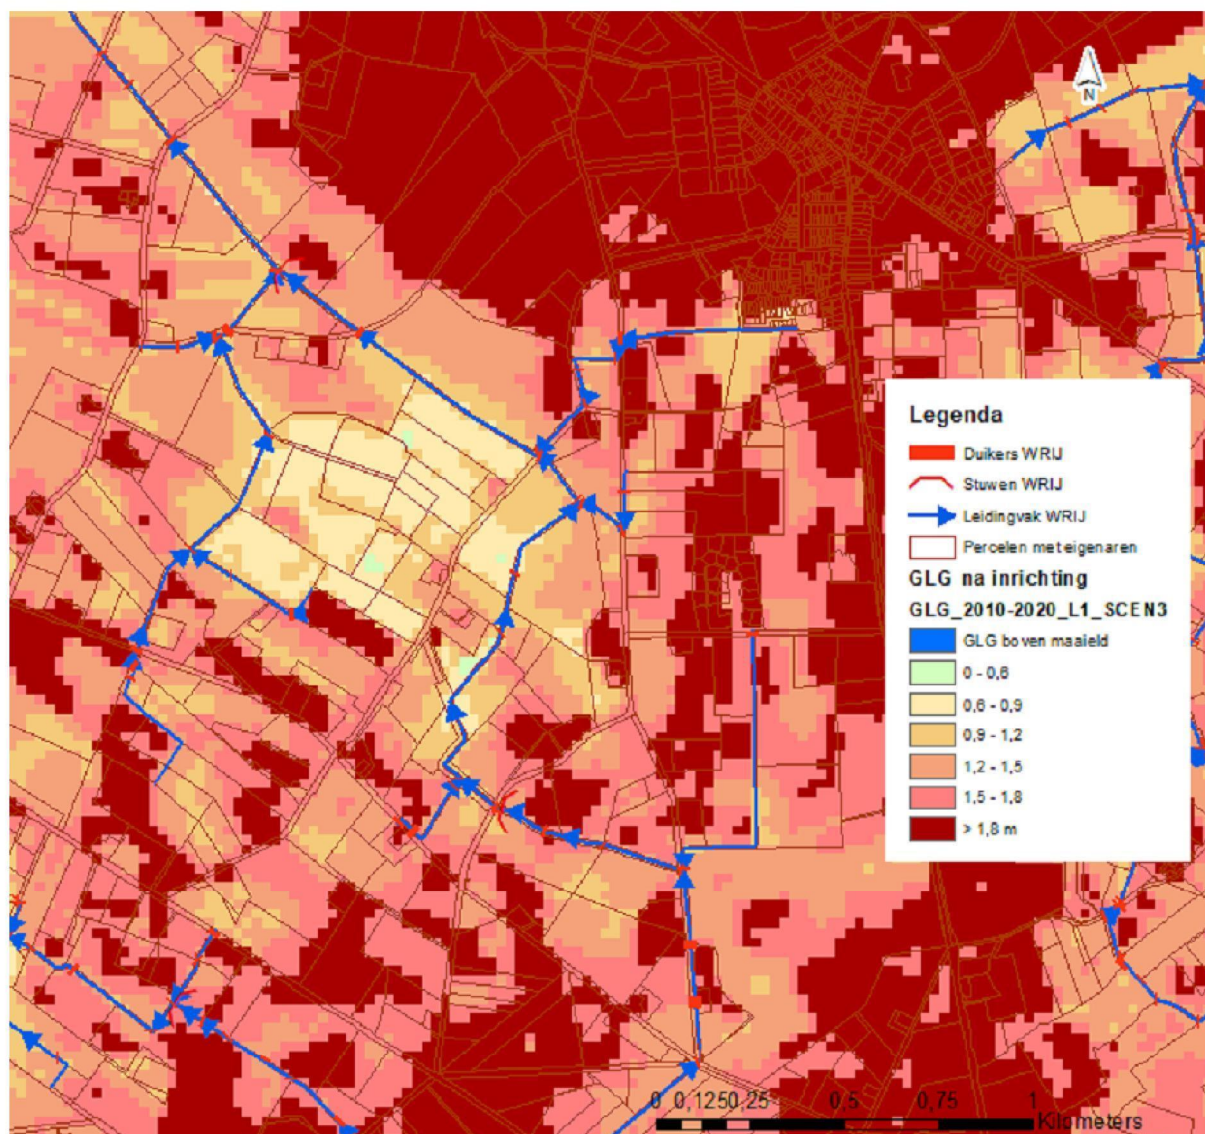 N
Legenda
Duikers WRIJ
Stuwen WRIJ
Leidingvak WRIJ
Percelen met eigenaren
GLG na inrichting
GLG_2010-2020_L1_SCEN3
GLG boven maaield
0 - 0,6
0,6 - 0,9
0,9 - 1,2
1,2 - 1,5
1,5 - 1,8
> 1,8 m
0 0,1250,25 0,5 0,75 1
Kilometers